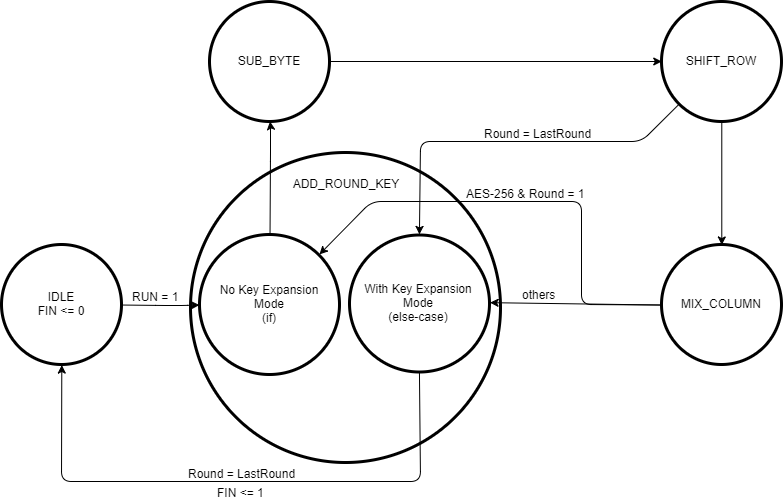 SUB_BYTE
SHIFT_ROW
Round = LastRound
ADD_ROUND_KEY
AES-256 & Round = 1
IDLE
FIN <= 0
RUN = 1
No Key Expansion
Mode
(if)
With Key Expansion
Mode
(else-case)
others
MIX_COLUMN
Round = LastRound
FIN <= 1